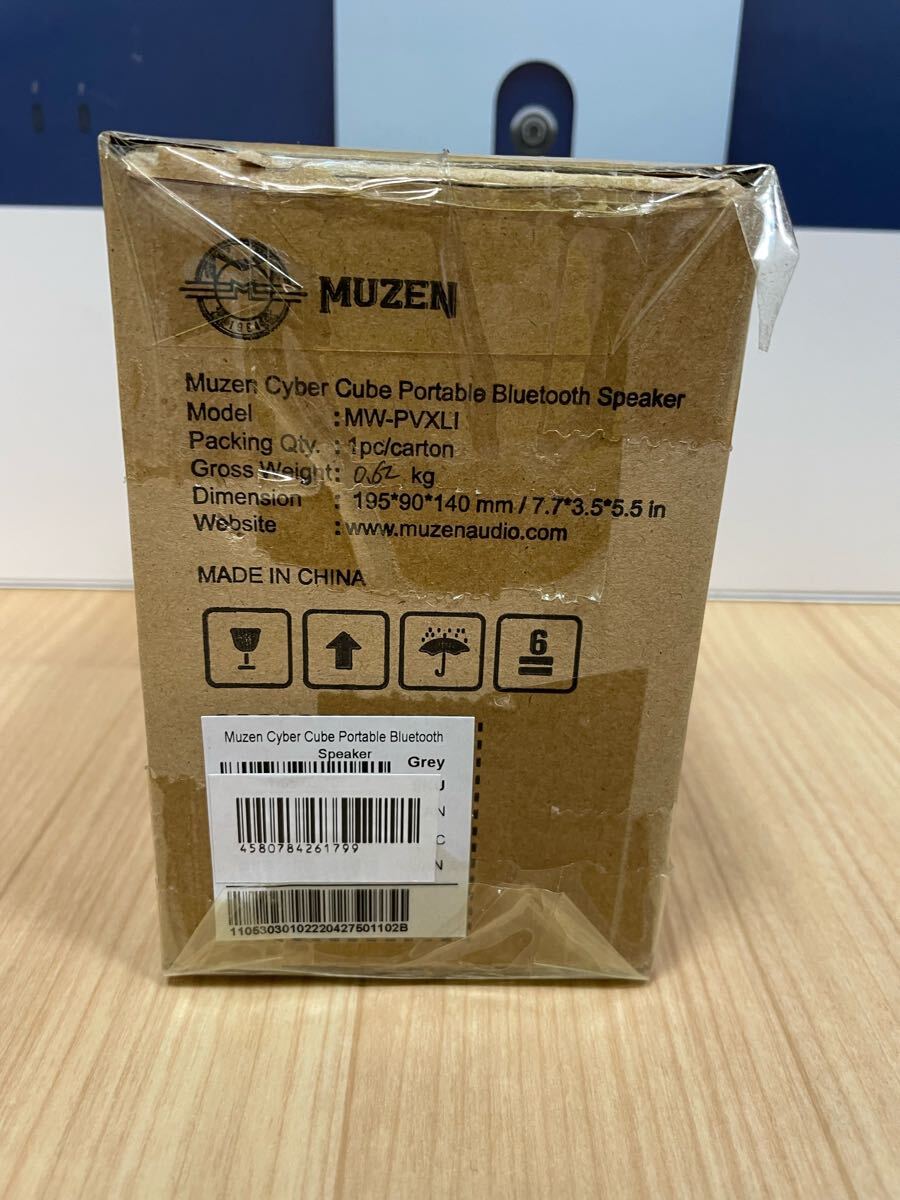 MUZEN
Muzen Cyber Cube Portable Bluetooth Speaker
Model :MW-PVXLI
Packing Qty. : 1pc/carton
Gross Weight: 0.62 kg
Dimension : 195*90*140 mm / 7.7*3.5*5.5 in
Website :www.muzenaudio.com
MADE IN CHINA
6
Muzen Cyber Cube Portable Bluetooth
Speaker
Grey
4580784261799
11053030102220427501102B